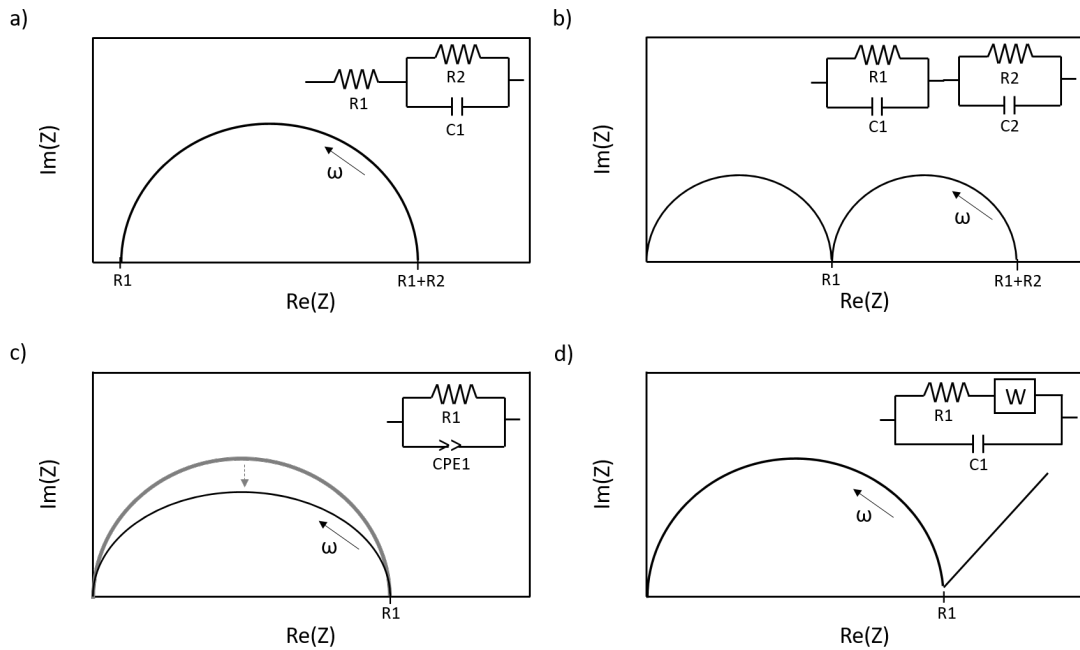 a)
Im(Z)
R1
R2
C1
ω
R1
R1+R2
Re(Z)
b)
Im(Z)
R1
C1
R2
C2
ω
R1
R1+R2
Re(Z)
c)
Im(Z)
R1
CPE1
ω
R1
Re(Z)
d)
Im(Z)
R1
W
C1
ω
R1
Re(Z)